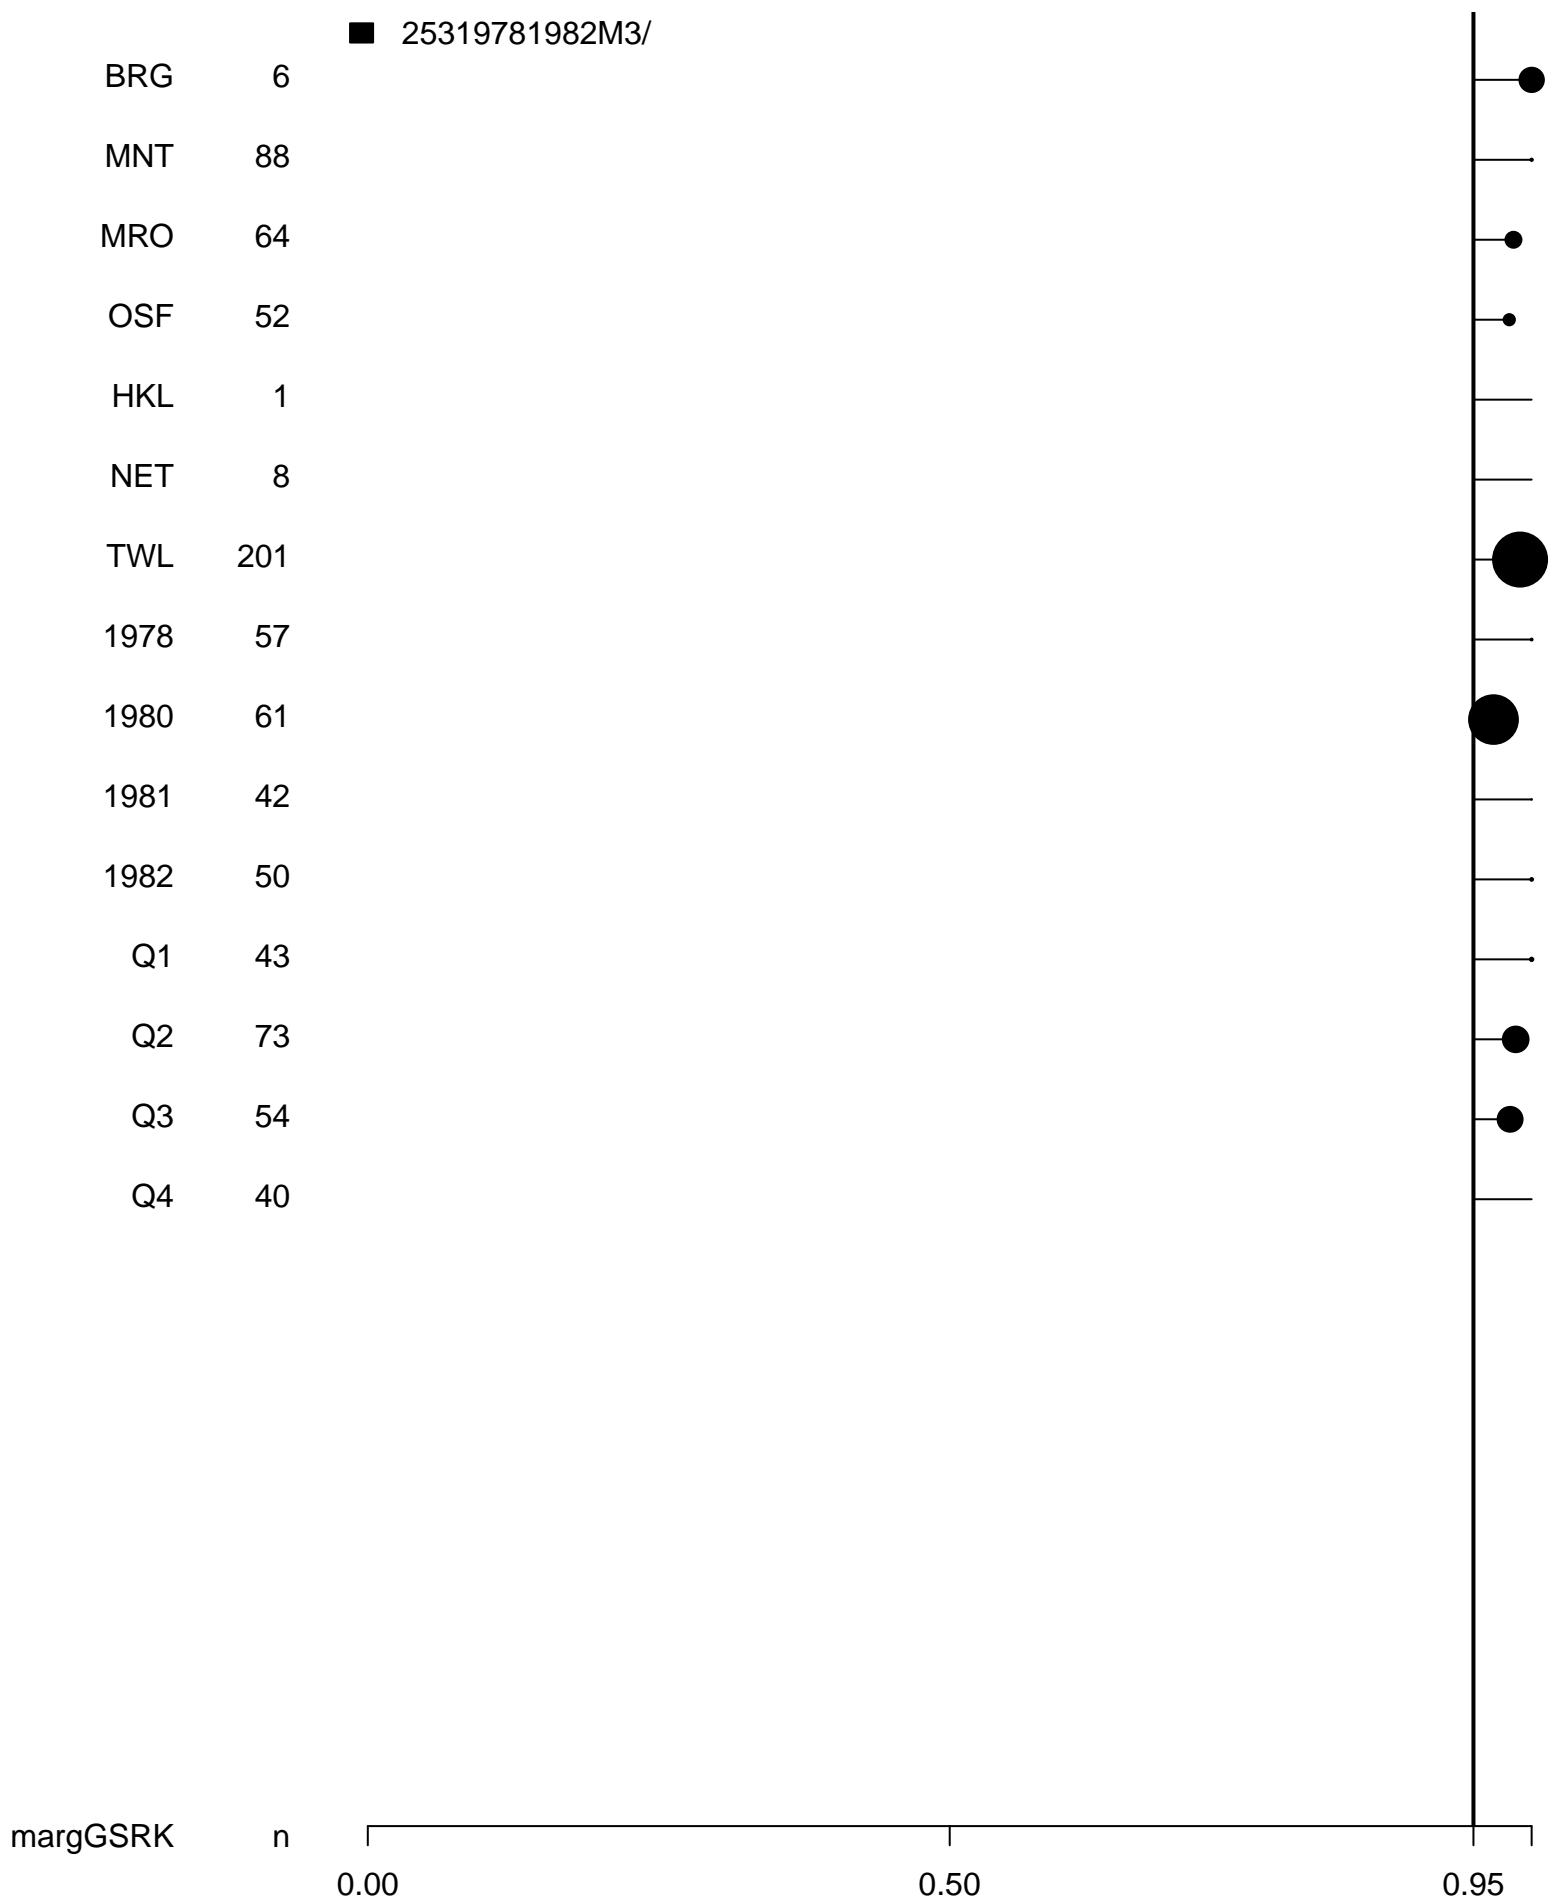 25319781982M3/
BRG 6
MNT 88
MRO 64
OSF 52
HKL 1
NET 8
TWL 201
1978 57
1980 61
1981 42
1982 50
Q1 43
Q2 73
Q3 54
Q4 40
margGSRK n
0.00 0.50 0.95